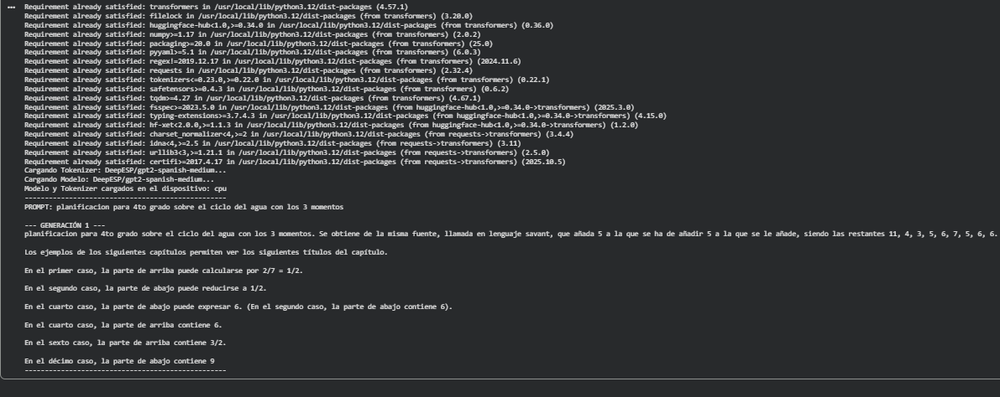 ••• Requirement already satisfied: transformers in /usr/local/lib/python3.12/dist-packages (4.57.1)
Requirement already satisfied: filelock in /usr/local/lib/python3.12/dist-packages (from transformers) (3.20.0)
Requirement already satisfied: huggingface-hub<1.0,>=0.34.0 in /usr/local/lib/python3.12/dist-packages (from transformers) (0.36.0)
Requirement already satisfied: numpy>=1.17 in /usr/local/lib/python3.12/dist-packages (from transformers) (2.0.2)
Requirement already satisfied: packaging>=20.0 in /usr/local/lib/python3.12/dist-packages (from transformers) (25.0)
Requirement already satisfied: pyyaml>=5.1 in /usr/local/lib/python3.12/dist-packages (from transformers) (6.0.3)
Requirement already satisfied: regex!=2019.12.17 in /usr/local/lib/python3.12/dist-packages (from transformers) (2024.11.6)
Requirement already satisfied: requests in /usr/local/lib/python3.12/dist-packages (from transformers) (2.32.4)
Requirement already satisfied: tokenizers<=0.23.0,>=0.22.0 in /usr/local/lib/python3.12/dist-packages (from transformers) (0.22.1)
Requirement already satisfied: safetensors>=0.4.3 in /usr/local/lib/python3.12/dist-packages (from transformers) (0.6.2)
Requirement already satisfied: tqdm>=4.27 in /usr/local/lib/python3.12/dist-packages (from transformers) (4.67.1)
Requirement already satisfied: fsspec>=2023.5.0 in /usr/local/lib/python3.12/dist-packages (from huggingface-hub<1.0,>=0.34.0->transformers) (2025.3.0)
Requirement already satisfied: typing-extensions>=3.7.4.3 in /usr/local/lib/python3.12/dist-packages (from huggingface-hub<1.0,>=0.34.0->transformers) (4.15.0)
Requirement already satisfied: hf-xet<2.0.0,>=1.1.3 in /usr/local/lib/python3.12/dist-packages (from huggingface-hub<1.0,>=0.34.0->transformers) (1.2.0)
Requirement already satisfied: charset_normalizer<4,>=2 in /usr/local/lib/python3.12/dist-packages (from requests->transformers) (3.4.4)
Requirement already satisfied: idna<4,>=2.5 in /usr/local/lib/python3.12/dist-packages (from requests->transformers) (3.11)
Requirement already satisfied: urllib3<3,>=1.21.1 in /usr/local/lib/python3.12/dist-packages (from requests->transformers) (2.5.0)
Requirement already satisfied: certifi>=2017.4.17 in /usr/local/lib/python3.12/dist-packages (from requests->transformers) (2025.10.5)
Cargando Tokenizer: DeepESP/gpt2-spanish-medium...
Cargando Modelo: DeepESP/gpt2-spanish-medium...
Modelo y Tokenizer cargados en el dispositivo: cpu
--------------------------------------------------
PROMPT: planificacion para 4to grado sobre el ciclo del agua con los 3 momentos
--- GENERACIÓN 1 ---
planificacion para 4to grado sobre el ciclo del agua con los 3 momentos. Se obtiene de la misma fuente, llamada en lenguaje savant, que añada 5 a la que se ha de añadir 5 a la que se le añade, siendo las restantes 11, 4, 3, 5, 6, 7, 5, 6, 6.
Los ejemplos de los siguientes capítulos permiten ver los siguientes títulos del capítulo.
En el primer caso, la parte de arriba puede calcularse por 2/7 = 1/2.
En el segundo caso, la parte de abajo puede reducirse a 1/2.
En el cuarto caso, la parte de abajo puede expresar 6. (En el segundo caso, la parte de abajo contiene 6).
En el cuarto caso, la parte de arriba contiene 6.
En el sexto caso, la parte de arriba contiene 3/2.
En el décimo caso, la parte de abajo contiene 9
--------------------------------------------------